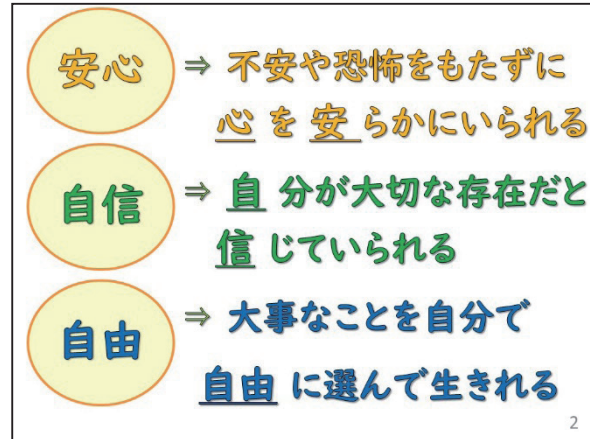 安心
⇒ 不安や恐怖をもたずに
心 を 安 らかにいられる
自信
⇒ 自 分が大切な存在だと
信 じていられる
自由
⇒ 大事なことを自分で
自由 に選んで生きれる
2